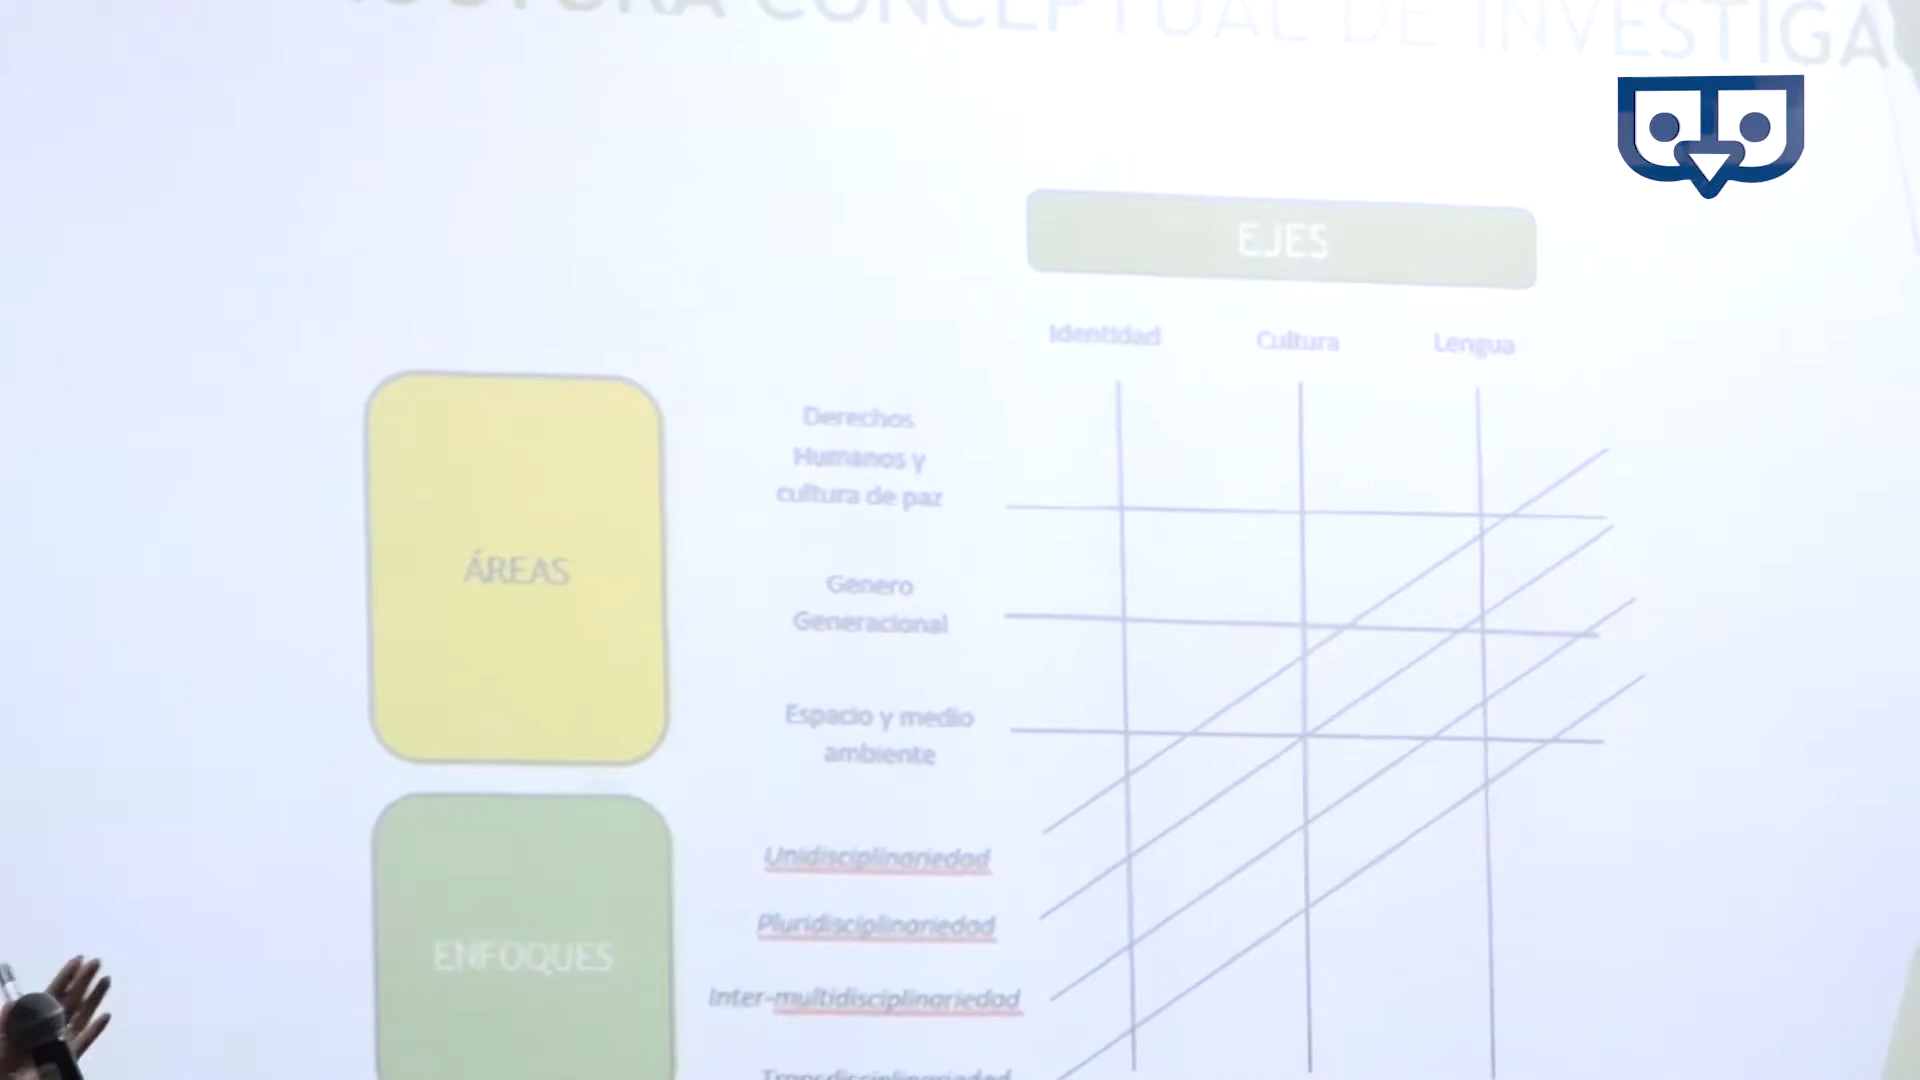 CONCEPTUAL DE
EJES
Identidad Cultura Lengua
Derechos
Humanos y
cultura de paz
ÁREAS
Genero
Generacional
Espacio y medio
ambiente
Unidisciplinariedad
Pluridisciplinariedad
ENFOQUES
Inter-multidisciplinariedad
Transdisciplinariedad